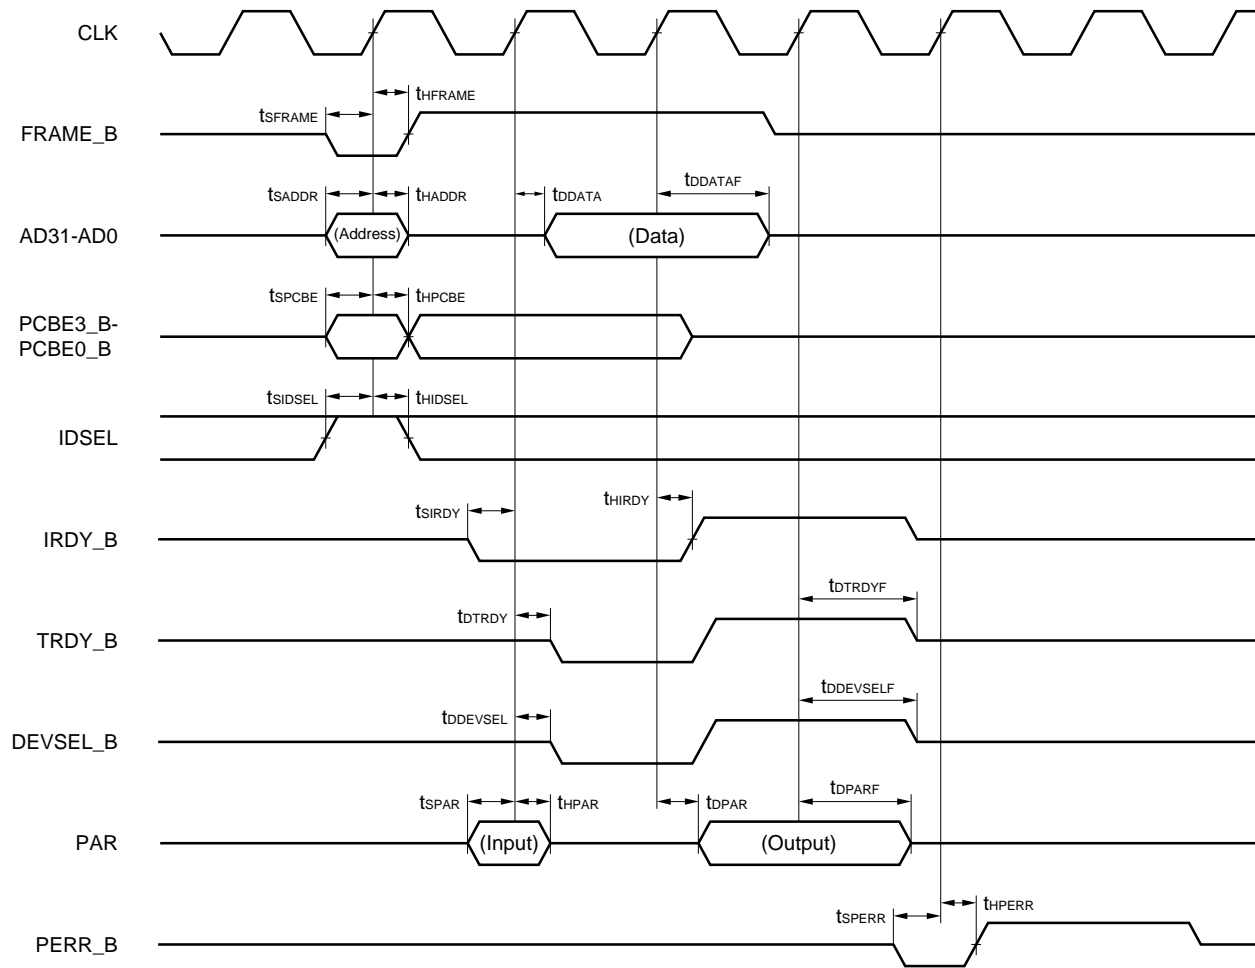 CLK
tHFRAME
tSFRAME
FRAME_B
tSADDR
tHADDR
tDDATA
tDDATAF
AD31-AD0
(Address)
(Data)
tSPCBE
tHPCBE
PCBE3_B-
PCBE0_B
tSIDSEL
tHIDSEL
IDSEL
tSIRDY
tHIRDY
IRDY_B
tDTRDY
tDTRDYF
TRDY_B
tDDEVSEL
tDDEVSELF
DEVSEL_B
tSPAR
tHPAR
tDPAR
tDPARF
PAR
(Input)
(Output)
tSPERR
tHPERR
PERR_B